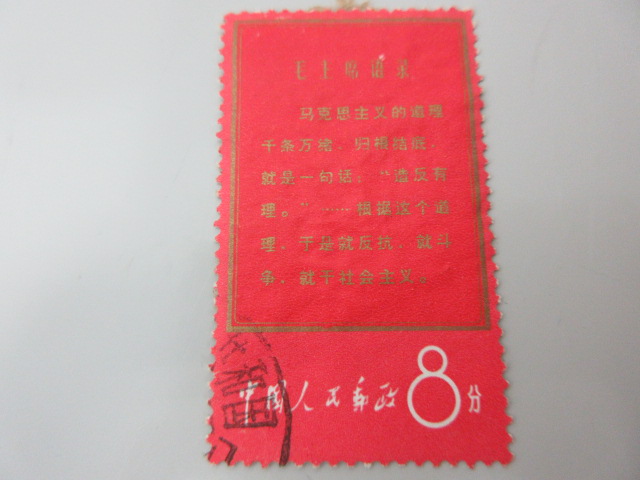 毛主席语录
马克思主义的道理
千条万绪，归根结底，
就是一句话：“造反有
理。”……根据这个道
理，于是就反抗，就斗
争，就干社会主义。
中国人民邮政 8分